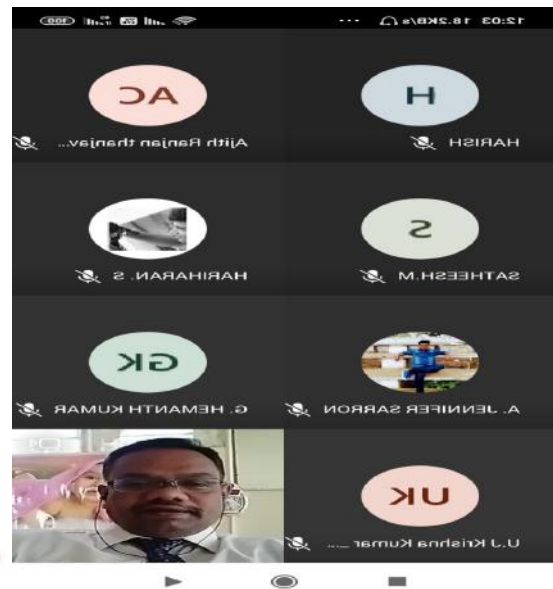 12:03 18.2KB/s ...
100
H
AC
HARISH
Ajith Ranjan thanjav...
S
SATHEESH.M
HARIHARAN. S
GK
A. JENNIFER SARRON
G. HEMANTH KUMAR
UK
U.J Krishna Kumar _...